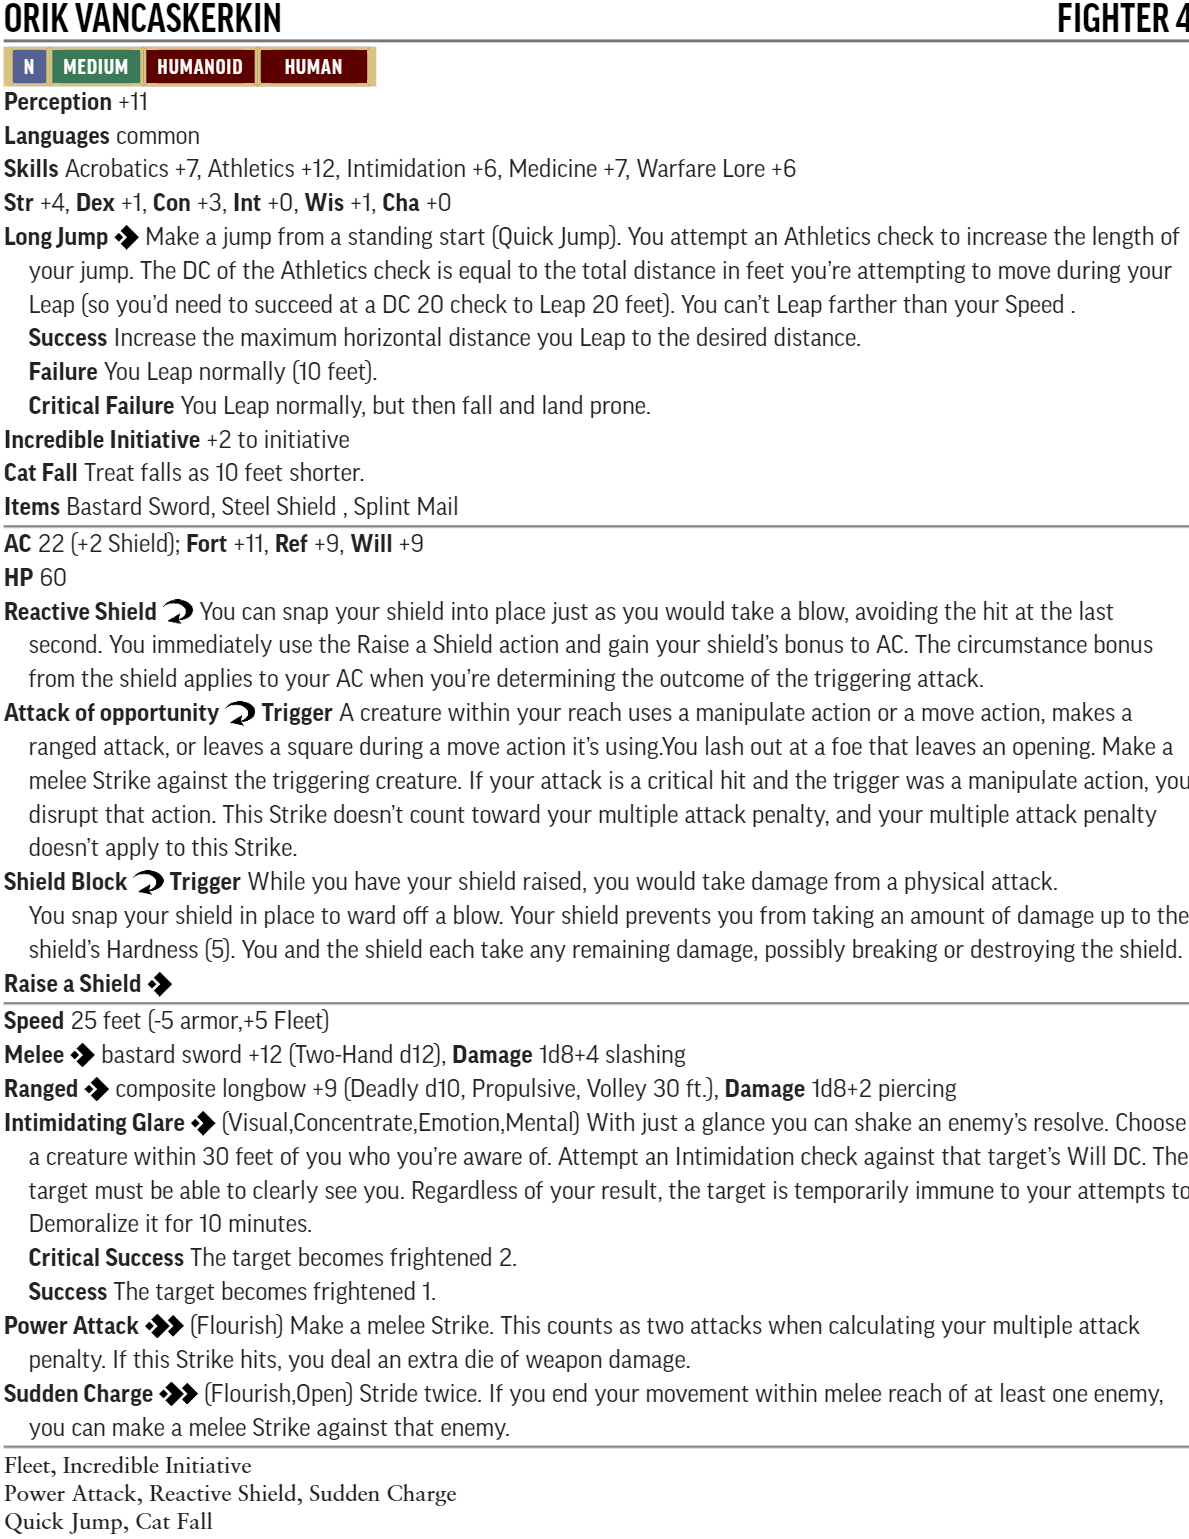 ORIK VANCASKERKIN FIGHTER 4
N MEDIUM HUMANOID HUMAN
Perception +11
Languages common
Skills Acrobatics +7, Athletics +12, Intimidation +6, Medicine +7, Warfare Lore +6
Str +4, Dex +1, Con +3, Int +0, Wis +1, Cha +0
Long Jump Make a jump from a standing start (Quick Jump). You attempt an Athletics check to increase the length of
your jump. The DC of the Athletics check is equal to the total distance in feet you're attempting to move during your
Leap (so you'd need to succeed at a DC 20 check to Leap 20 feet). You can't Leap farther than your Speed .
Success Increase the maximum horizontal distance you Leap to the desired distance.
Failure You Leap normally (10 feet).
Critical Failure You Leap normally, but then fall and land prone.
Incredible Initiative +2 to initiative
Cat Fall Treat falls as 10 feet shorter.
Items Bastard Sword, Steel Shield , Splint Mail
AC 22 (+2 Shield); Fort +11, Ref +9, Will +9
HP 60
Reactive Shield You can snap your shield into place just as you would take a blow, avoiding the hit at the last
second. You immediately use the Raise a Shield action and gain your shield's bonus to AC. The circumstance bonus
from the shield applies to your AC when you're determining the outcome of the triggering attack.
Attack of opportunity Trigger A creature within your reach uses a manipulate action or a move action, makes a
ranged attack, or leaves a square during a move action it's using.You lash out at a foe that leaves an opening. Make a
melee Strike against the triggering creature. If your attack is a critical hit and the trigger was a manipulate action, you
disrupt that action. This Strike doesn't count toward your multiple attack penalty, and your multiple attack penalty
doesn't apply to this Strike.
Shield Block Trigger While you have your shield raised, you would take damage from a physical attack.
You snap your shield in place to ward off a blow. Your shield prevents you from taking an amount of damage up to the
shield's Hardness (5). You and the shield each take any remaining damage, possibly breaking or destroying the shield.
Raise a Shield
Speed 25 feet (-5 armor,+5 Fleet)
Melee bastard sword +12 (Two-Hand d12), Damage 1d8+4 slashing
Ranged composite longbow +9 (Deadly d10, Propulsive, Volley 30 ft.), Damage 1d8+2 piercing
Intimidating Glare (Visual,Concentrate,Emotion,Mental) With just a glance you can shake an enemy's resolve. Choose
a creature within 30 feet of you who you're aware of. Attempt an Intimidation check against that target's Will DC. The
target must be able to clearly see you. Regardless of your result, the target is temporarily immune to your attempts to
Demoralize it for 10 minutes.
Critical Success The target becomes frightened 2.
Success The target becomes frightened 1.
Power Attack (Flourish) Make a melee Strike. This counts as two attacks when calculating your multiple attack
penalty. If this Strike hits, you deal an extra die of weapon damage.
Sudden Charge (Flourish,Open) Stride twice. If you end your movement within melee reach of at least one enemy,
you can make a melee Strike against that enemy.
Fleet, Incredible Initiative
Power Attack, Reactive Shield, Sudden Charge
Quick Jump, Cat Fall